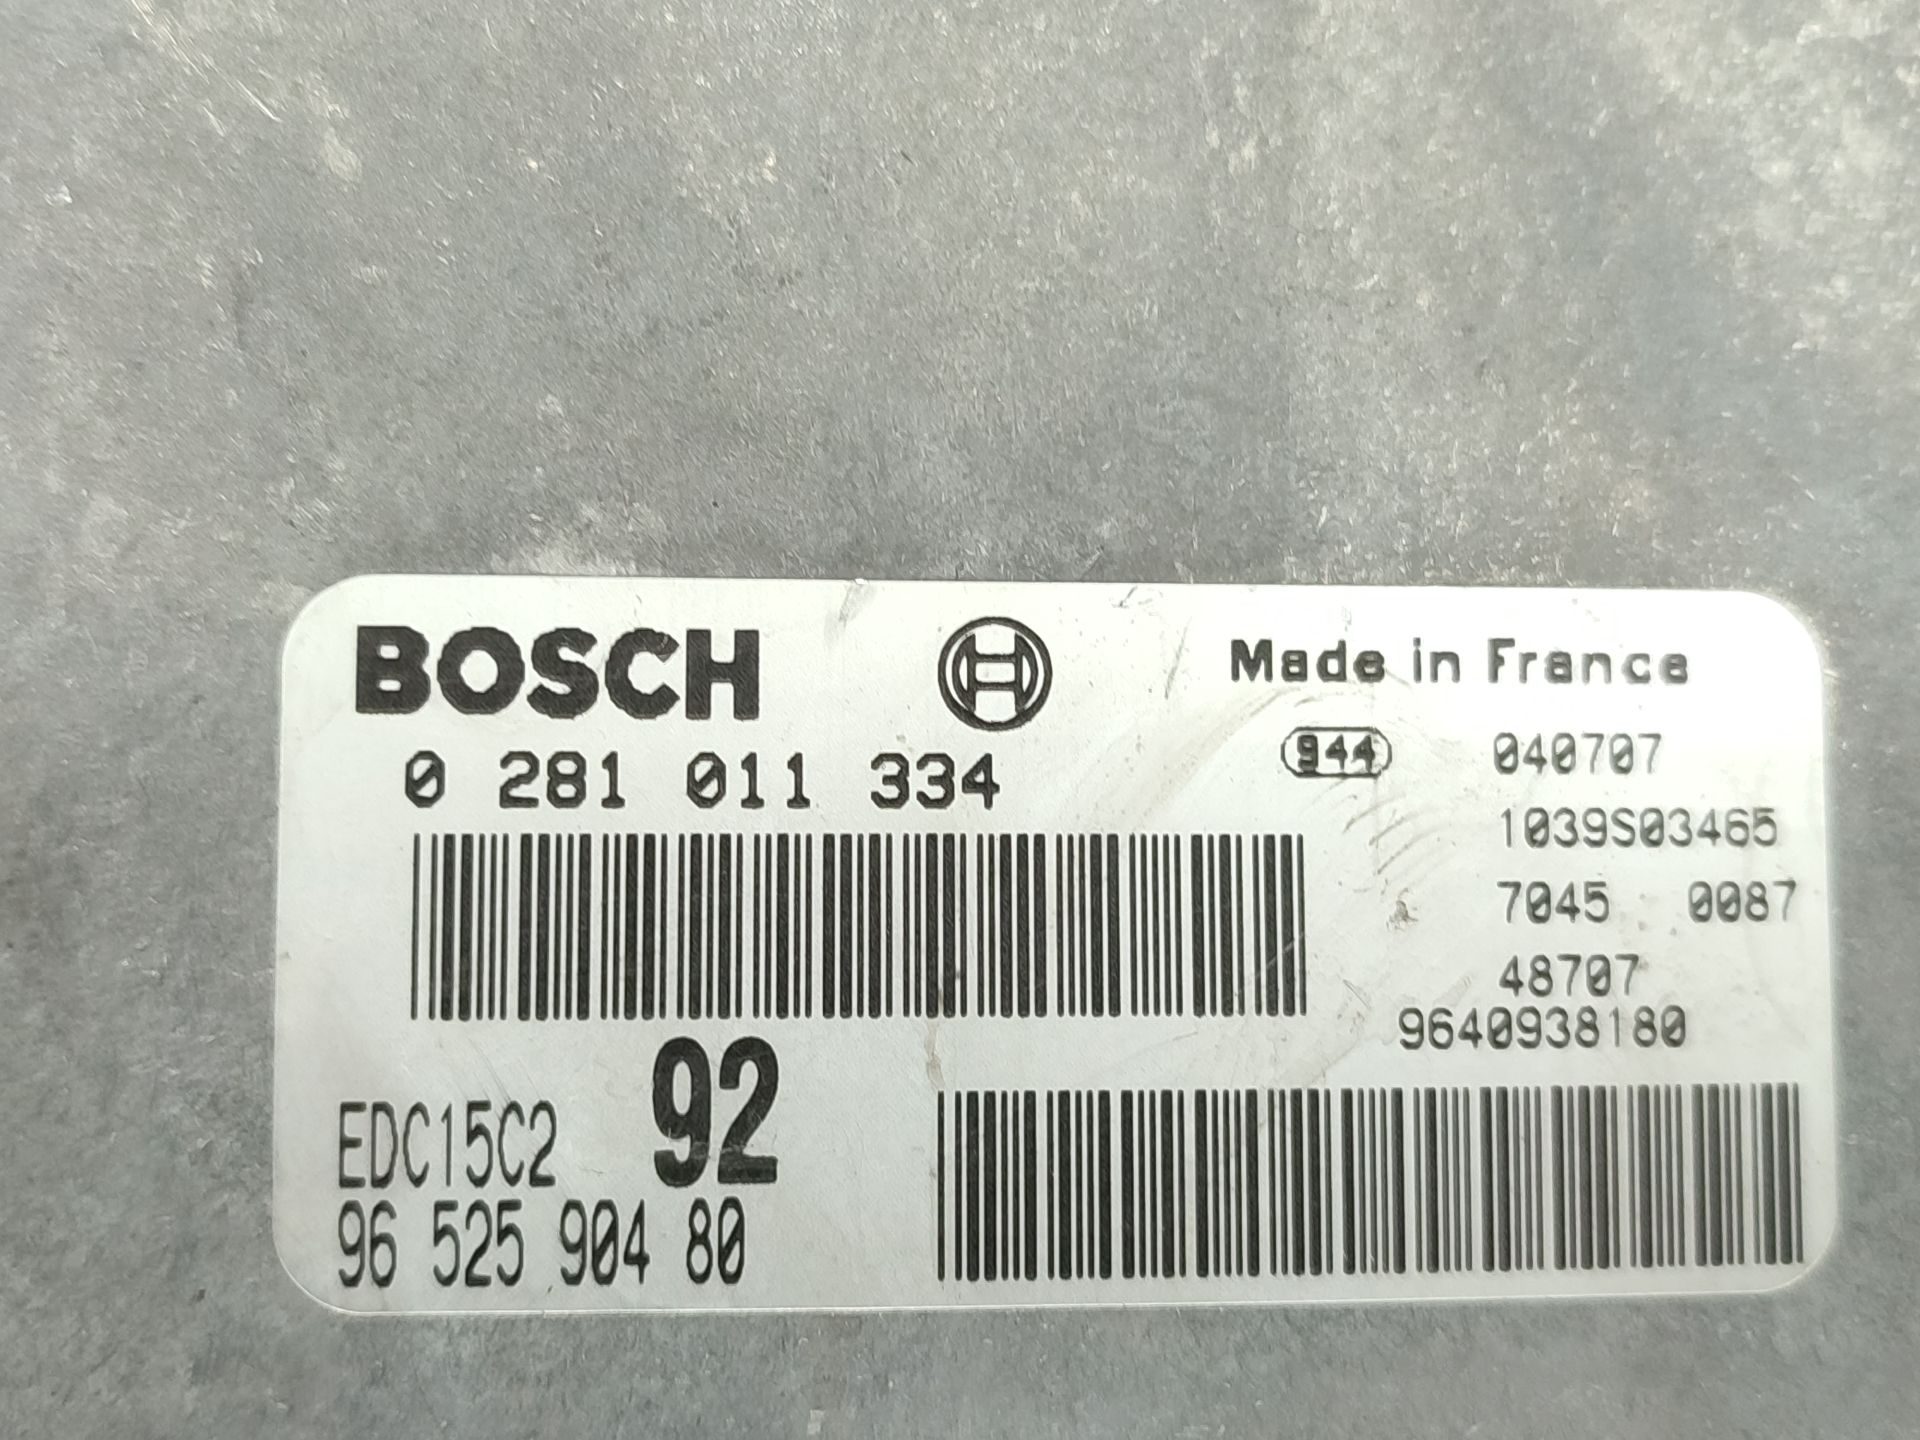 BOSCH
Made in France
0 281 011 334
944 040707
1039S03465
7045 0087
48707
9640938180
EDC15C2 92
96 525 904 80